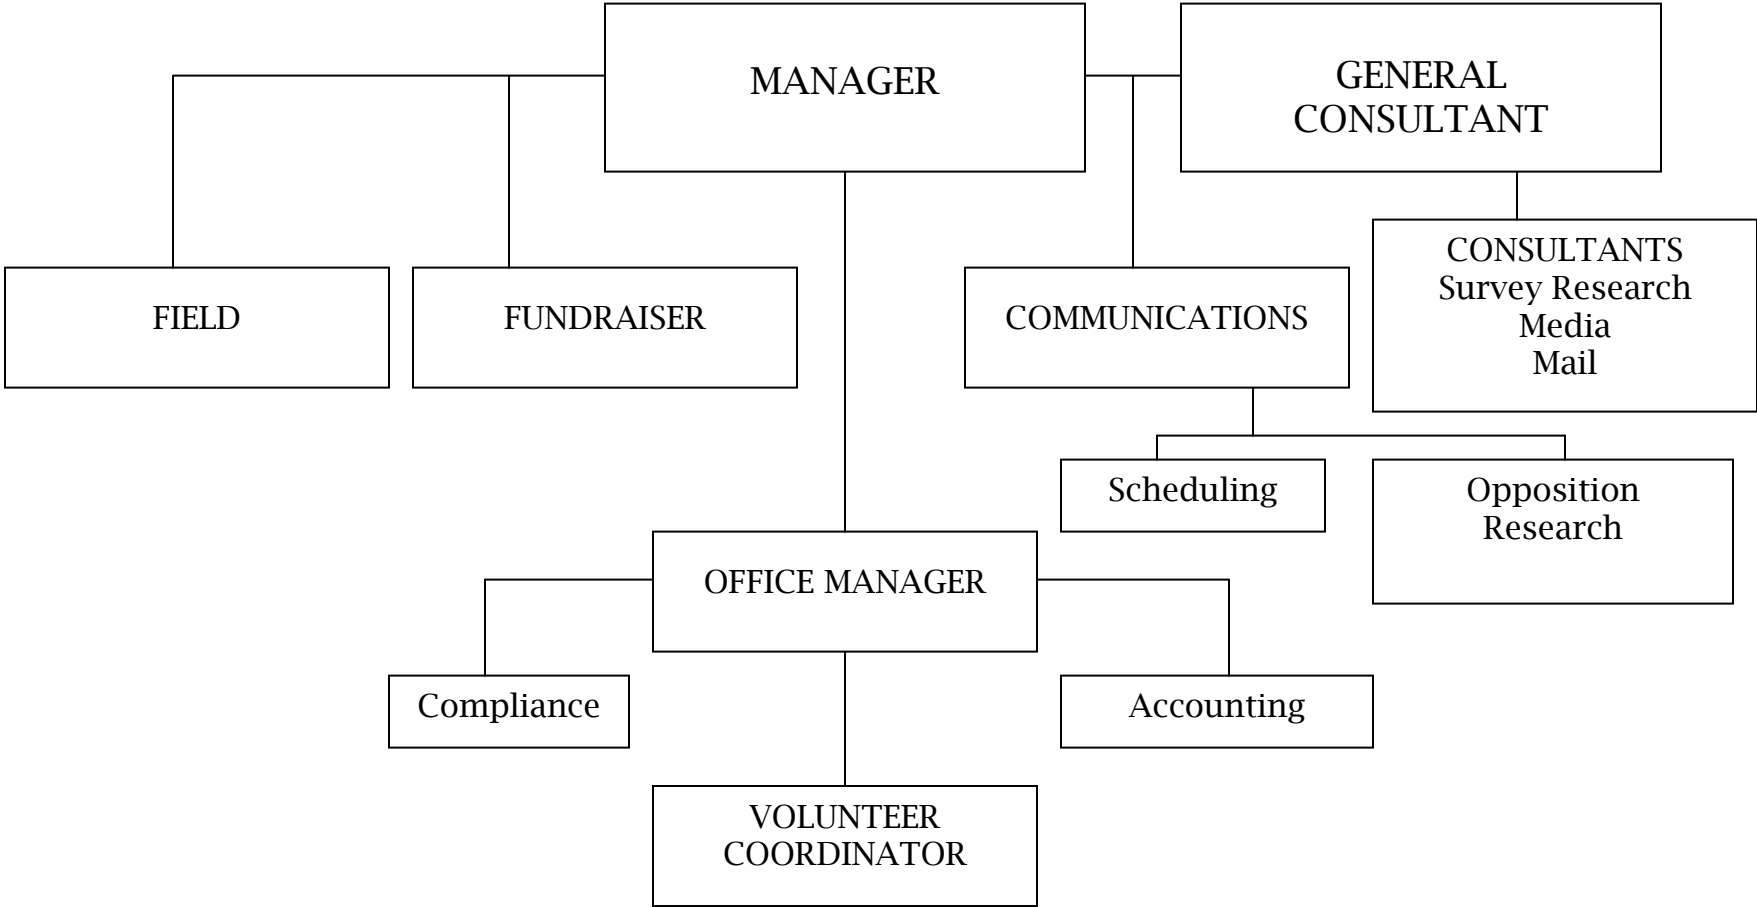 MANAGER
GENERAL
CONSULTANT
FIELD
FUNDRAISER
COMMUNICATIONS
CONSULTANTS
Survey Research
Media
Mail
Scheduling
Opposition
Research
OFFICE MANAGER
Compliance
Accounting
VOLUNTEER
COORDINATOR